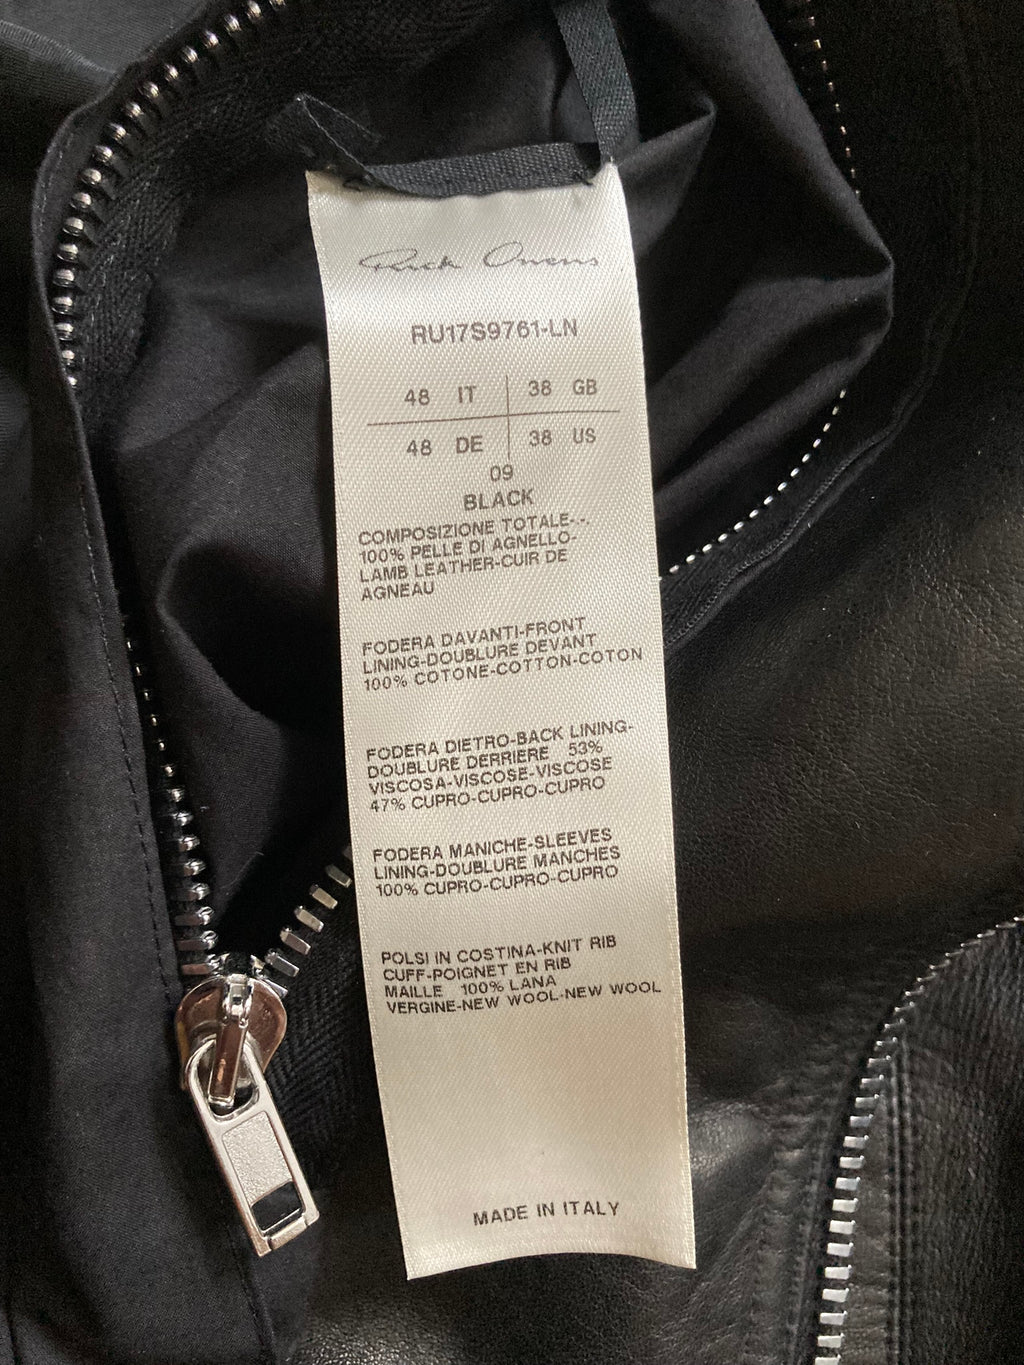 Rick Owens
RU17S9761-LN
48 IT 38 GB
48 DE 38 US
09
BLACK
COMPOSIZIONE TOTALE-.-.
100% PELLE DI AGNELLO-
LAMB LEATHER-CUIR DE
AGNEAU
FODERA DAVANTI-FRONT
LINING-DOUBLURE DEVANT
100% COTONE-COTTON-COTON
FODERA DIETRO-BACK LINING-
DOUBLURE DERRIERE 53%
VISCOSA-VISCOSE-VISCOSE
47% CUPRO-CUPRO-CUPRO
FODERA MANICHE-SLEEVES
LINING-DOUBLURE MANCHES
100% CUPRO-CUPRO-CUPRO
POLSI IN COSTINA-KNIT RIB
CUFF-POIGNET EN RIB
MAILLE 100% LANA
VERGINE-NEW WOOL-NEW WOOL
MADE IN ITALY